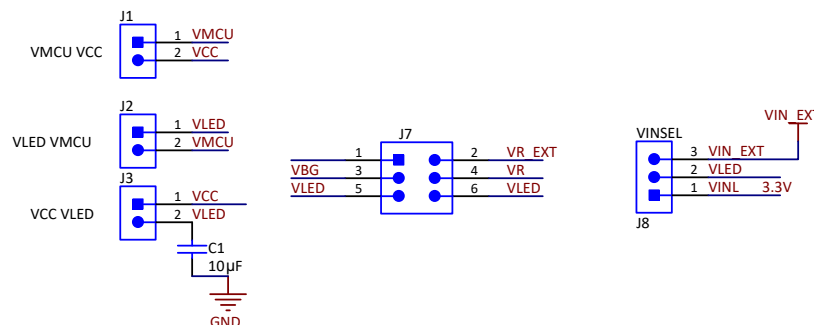 J1
VMCU VCC
1 VMCU
2 VCC
J2
VLED VMCU
1 VLED
2 VMCU
J3
VCC VLED
1 VCC
2 VLED
C1
10µF
GND
J7
1
2 VR_EXT
VBG 3
4 VR
VLED 5
6 VLED
VIN_EXT
VINSEL
3 VIN_EXT
2 VLED
1 VINL 3.3V
J8